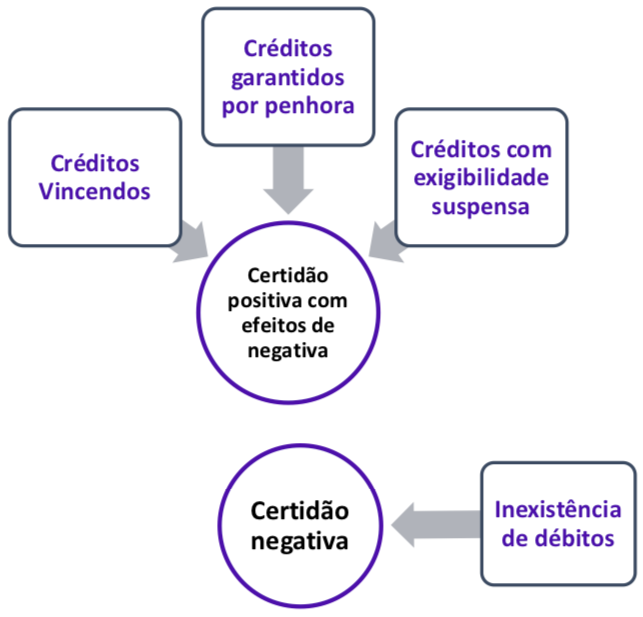 Créditos
garantidos
por penhora
Créditos
Vincendos
Créditos com
exigibilidade
suspensa
Certidão
positiva com
efeitos de
negativa
Certidão
negativa
Inexistência
de débitos